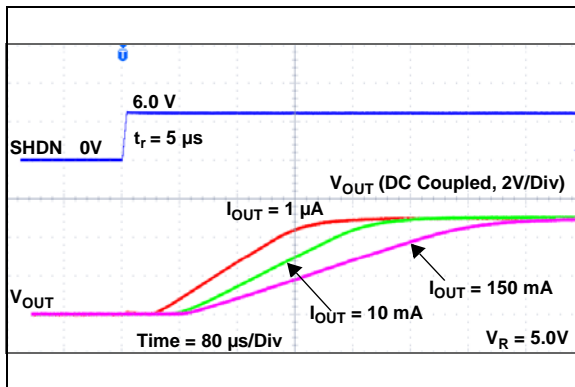 T
6.0 V
tr = 5 µs
SHDN 0V
VOUT (DC Coupled, 2V/Div)
IOUT = 1 µA
IOUT = 150 mA
VOUT
IOUT = 10 mA
Time = 80 µs/Div
VR = 5.0V